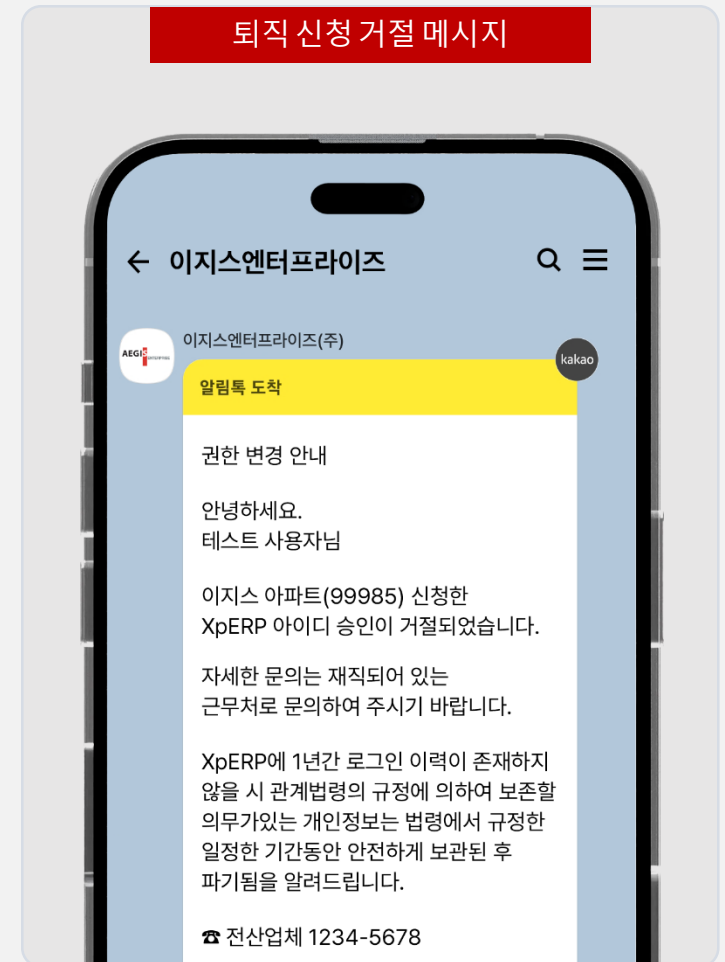 퇴직 신청 거절 메시지
이지스엔터프라이즈
이지스엔터프라이즈(주)
AEGIS
ENTERPRISE
kakao
알림톡 도착
권한 변경 안내
안녕하세요.
테스트 사용자님
이지스 아파트(99985) 신청한
XpERP 아이디 승인이 거절되었습니다.
자세한 문의는 재직되어 있는
근무처로 문의하여 주시기 바랍니다.
XpERP에 1년간 로그인 이력이 존재하지
않을 시 관계법령의 규정에 의하여 보존할
의무가있는 개인정보는 법령에서 규정한
일정한 기간동안 안전하게 보관된 후
파기됨을 알려드립니다.
☎ 전산업체 1234-5678